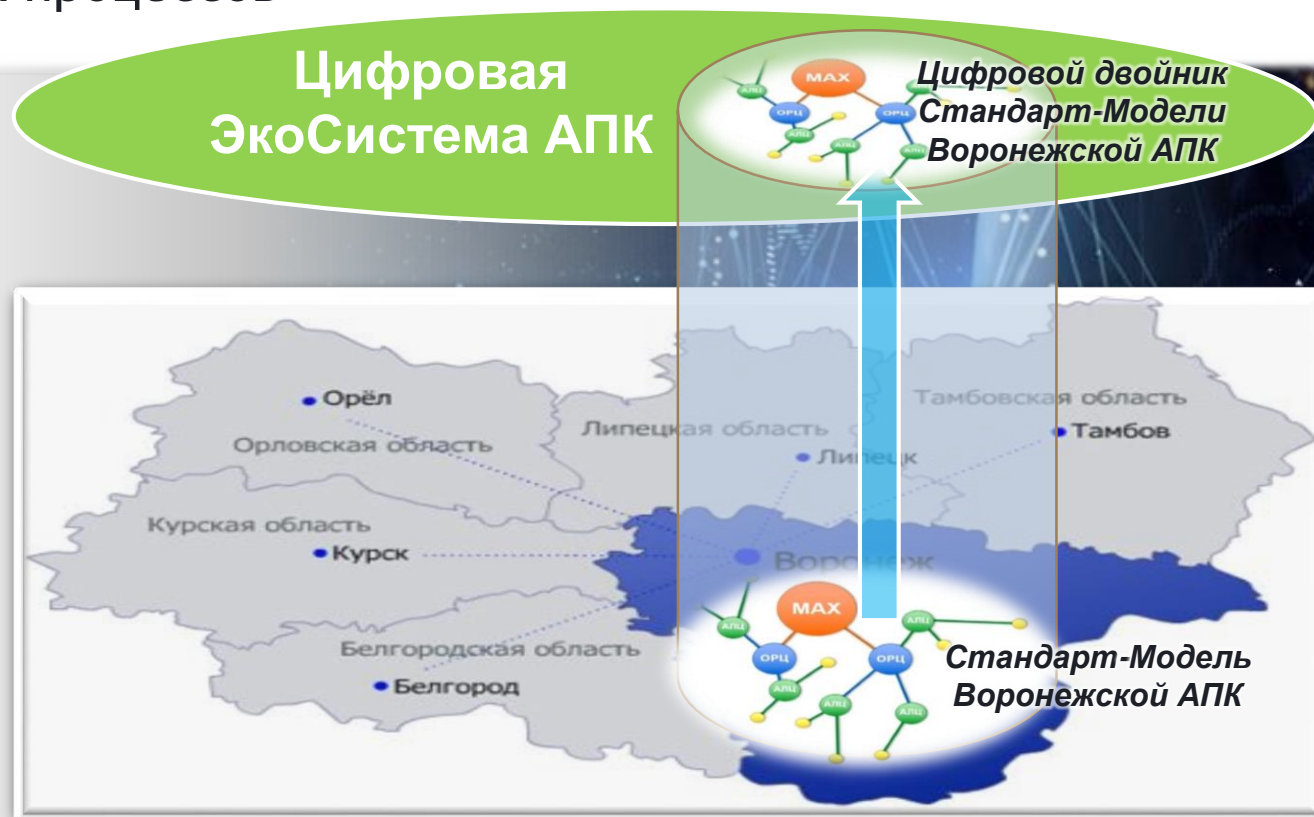 процессов
Цифровая
ЭкоСистема АПК
Цифровой двойник
Стандарт-Модели
Воронежской АПК
MAX
АЛЦ
АЛЦ
ОРЦ
ОРЦ
АЛЦ
АЛЦ
АЛЦ
Орёл
Орловская область
Липецкая область
Липецк
Тамбовская область
Тамбов
Курская область
Курск
Воронеж
Белгородская область
Белгород
MAX
АЛЦ
АЛЦ
ОРЦ
ОРЦ
АЛЦ
АЛЦ
АЛЦ
Стандарт-Модель
Воронежской АПК